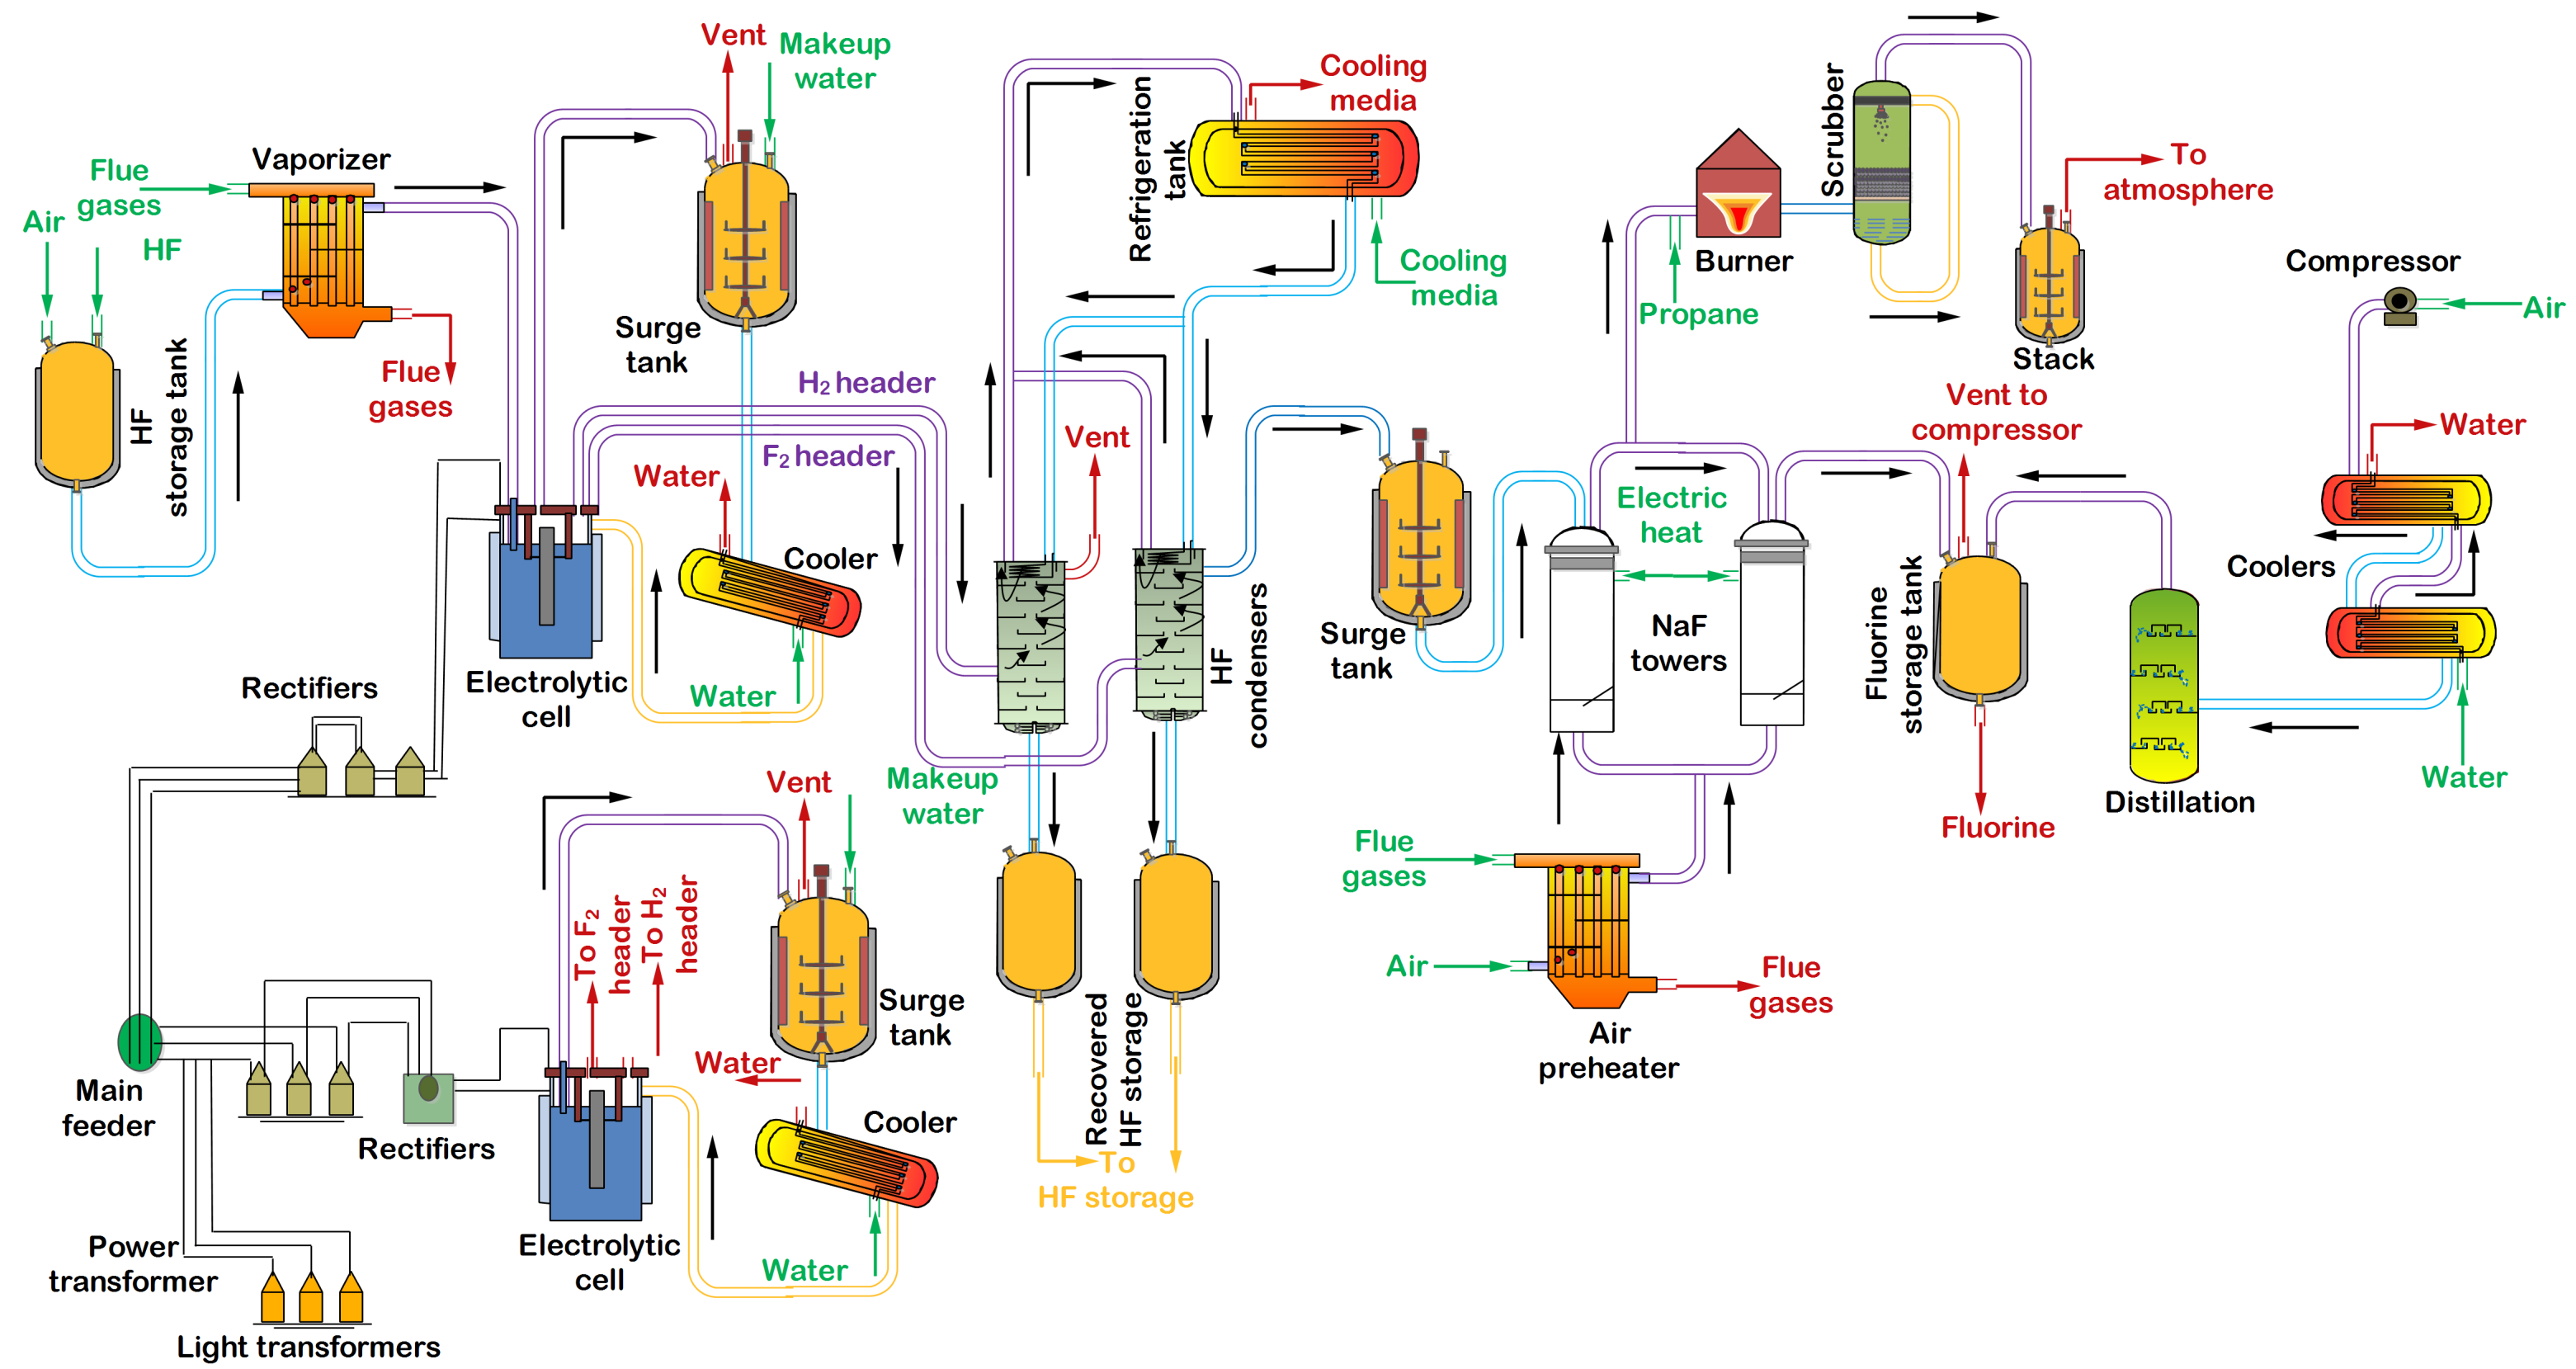 Vent
Makeup
water
Vaporizer
Flue
gases
Air
HF
HF
storage tank
Flue
gases
Surge
tank
Refrigeration
tank
Cooling
media
Cooling
media
H₂ header
F₂ header
Vent
Water
Cooler
Water
Electrolytic
cell
Rectifiers
HF
condensers
Makeup
water
Surge
tank
Scrubber
Burner
Propane
To
atmosphere
Stack
Electric
heat
NaF
towers
Vent to
compressor
Fluorine
storage tank
Fluorine
Compressor
Air
Water
Coolers
Water
Distillation
Flue
gases
Air
Flue
gases
Air
preheater
Vent
To F₂
header
To H₂
header
Surge
tank
Water
Cooler
Water
Electrolytic
cell
Recovered
HF storage
To
HF storage
Main
feeder
Rectifiers
Power
transformer
Light transformers